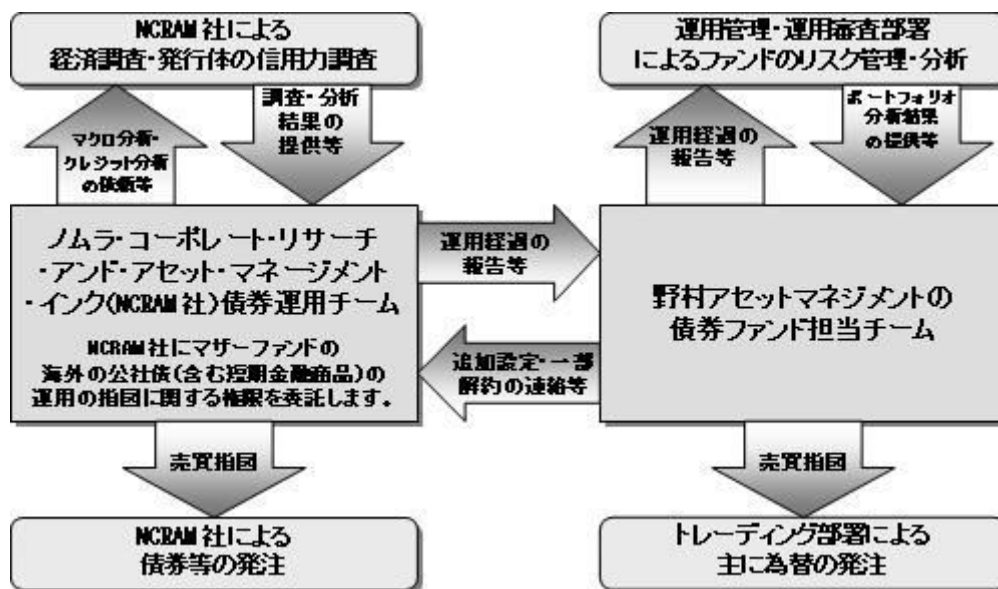 NCRAM社による
経済調査・発行体の信用力調査
運用管理・運用審査部署
によるファンドのリスク管理・分析
マクロ分析・
クレジット分析
の依頼等
調査・分析
結果の
提供等
運用経過の
報告等
ポートフォリオ
分析結果
の提供等
ノムラ・コーポレート・リサーチ
・アンド・アセット・マネージメント
・インク(NCRAM社)債券運用チーム
NCRAM社にマザーファンドの
海外の公社債(含む短期金融商品)の
運用の指図に関する権限を委託します。
運用経過の
報告等
追加設定・一部
解約の連絡等
野村アセットマネジメントの
債券ファンド担当チーム
売買指図
売買指図
NCRAM社による
債券等の発注
トレーディング部署による
主に為替の発注